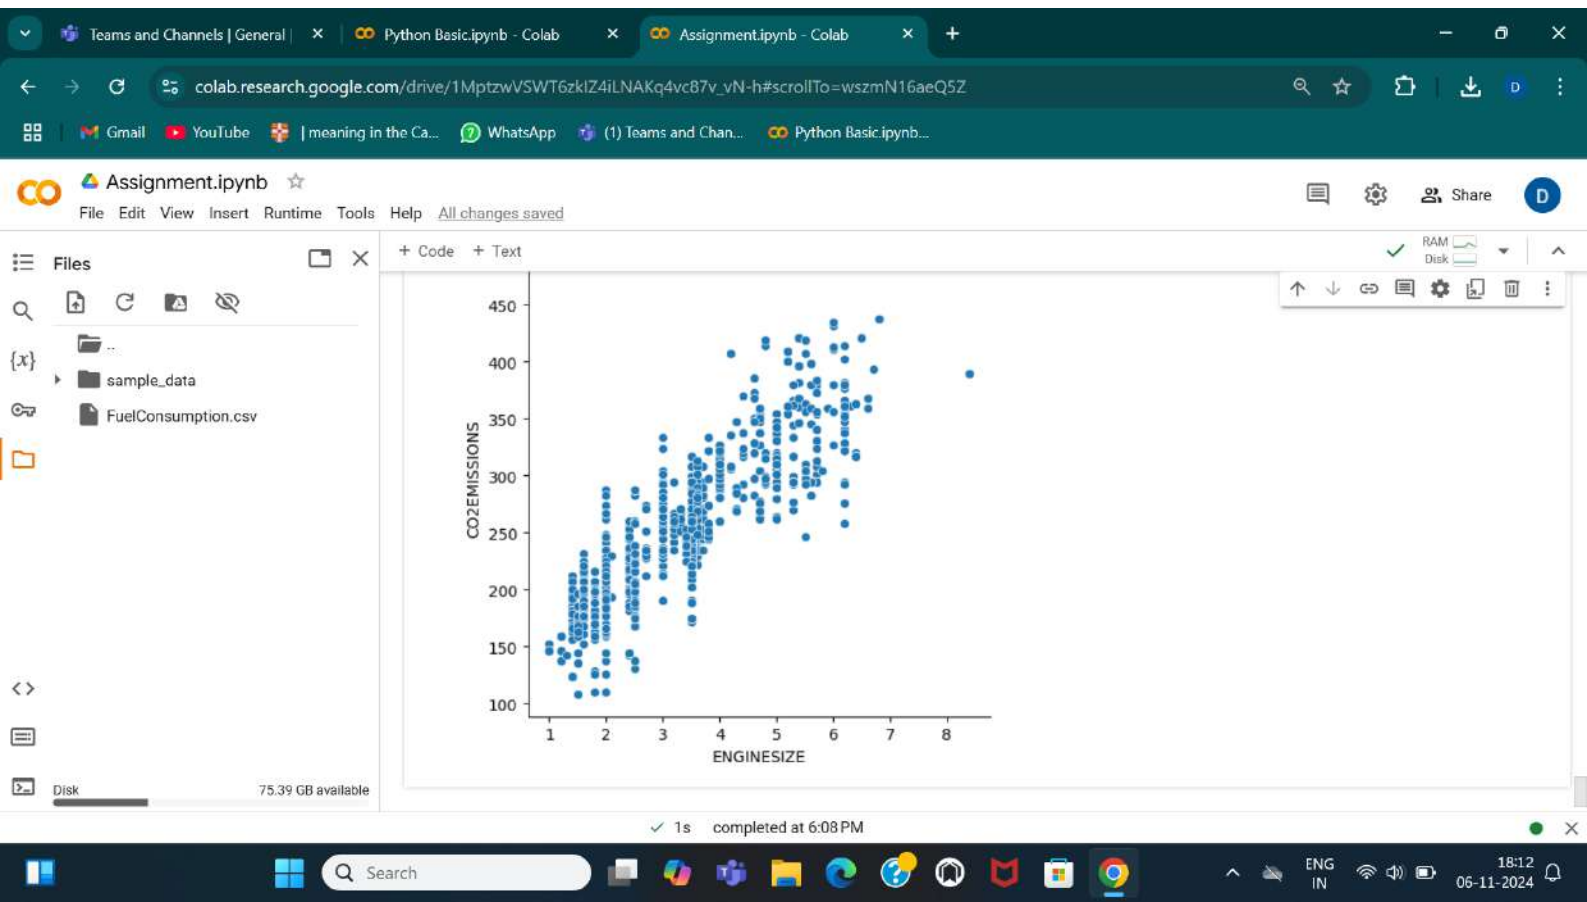 Teams and Channels | General |
Python Basic.ipynb - Colab
Assignment.ipynb - Colab
colab.research.google.com/drive/1MptzwVSWT6zkIZ4iLNAKq4vc87v_vN-h#scrollTo=wszmN16aeQ5Z
D
Gmail
YouTube
| meaning in the Ca...
WhatsApp
(1) Teams and Chan...
Python Basic.ipynb...
Assignment.ipynb
Share
D
File Edit View Insert Runtime Tools Help All changes saved
Files
+ Code + Text
RAM
Disk
..
{x}
sample_data
FuelConsumption.csv
450
400
350
300
250
200
150
100
CO2EMISSIONS
1 2 3 4 5 6 7 8
ENGINESIZE
Disk 75.39 GB available
1s completed at 6:08 PM
Search
ENG
IN
18:12
06-11-2024